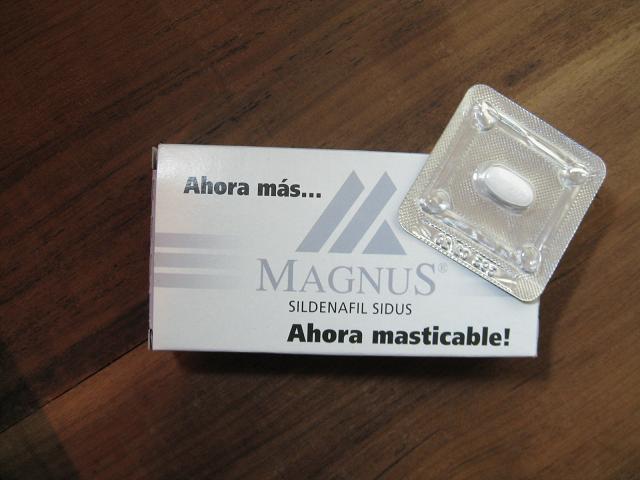 Ahora más...
MAGNUS®
SILDENAFIL SIDUS
Ahora masticable!